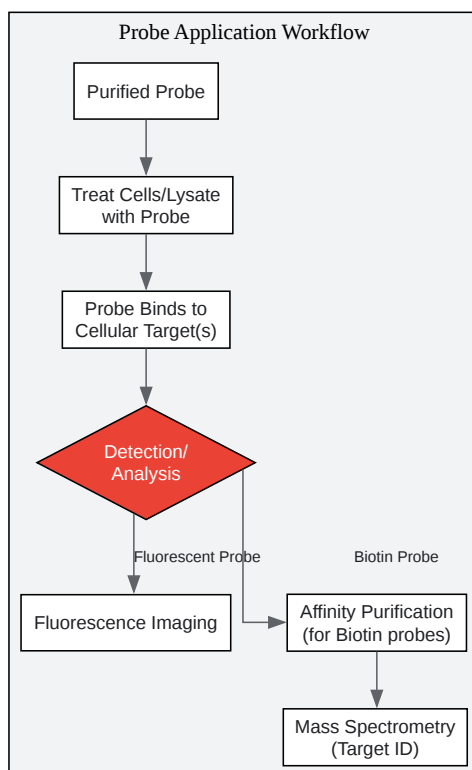 Probe Application Workflow
Purified Probe
Treat Cells/Lysate
with Probe
Probe Binds to
Cellular Target(s)
Detection/
Analysis
Fluorescent Probe
Biotin Probe
Fluorescence Imaging
Affinity Purification
(for Biotin probes)
Mass Spectrometry
(Target ID)